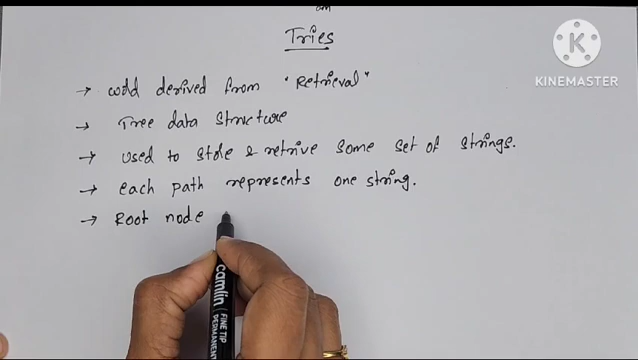 Tries
K
KINEMASTER
→ word derived from "Retrieval"
→ Tree data structure
→ Used to store & retrive some set of strings.
→ each path represents one string.
→ Root node
camlin
FINE TIP
PERMANENT